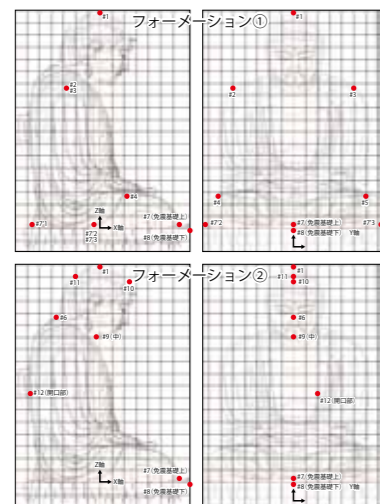 フォーメーション①
#1
#2
#3
#4
Z軸
X軸
#7(免震基礎上)
#8(免震基礎下)
#7'1
#7'2
#7'3
#1
#2
#3
#4
#5
#7'2
#7'3
#7(免震基礎上)
#8(免震基礎下)
Y軸
フォーメーション②
#1
#11
#10
#6
#9(中)
#12(開口部)
Z軸
X軸
#7(免震基礎上)
#8(免震基礎下)
#1
#11
#10
#6
#9(中)
#12(開口部)
#7(免震基礎上)
#8(免震基礎下)
Y軸